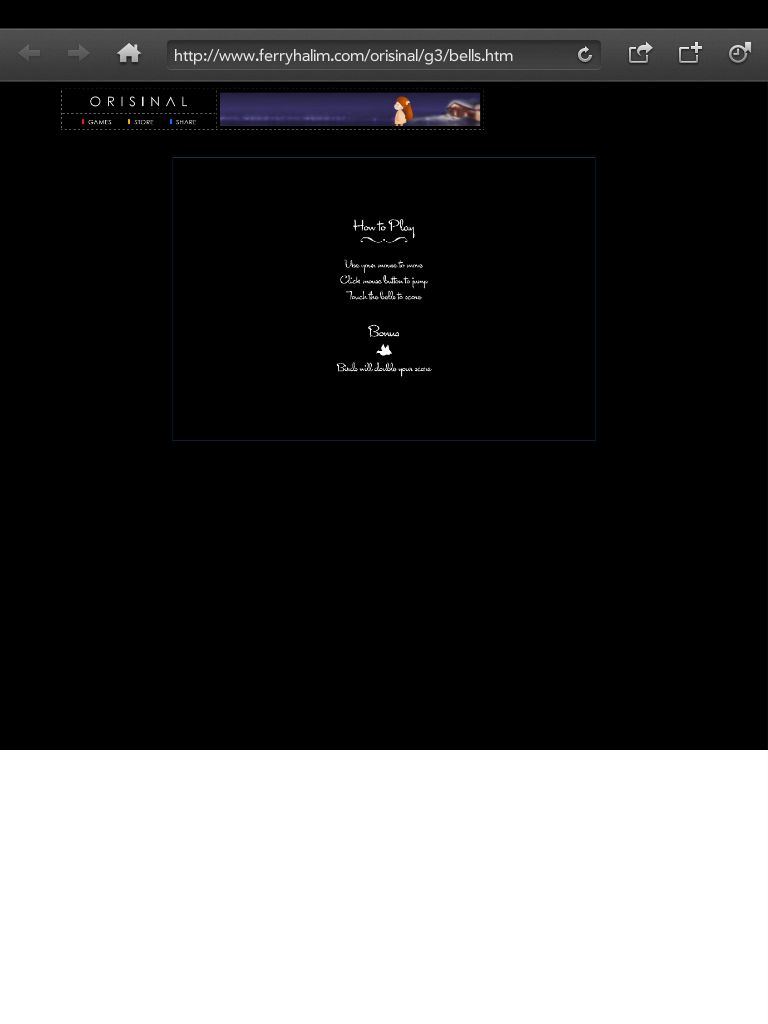 http://www.ferryhalim.com/orisinal/g3/bells.htm
ORISINAL
GAMES STORE SHARE
How to Play
Use your mouse to move
Click mouse button to jump
Touch the bells to score
Bonus
Birds will double your score